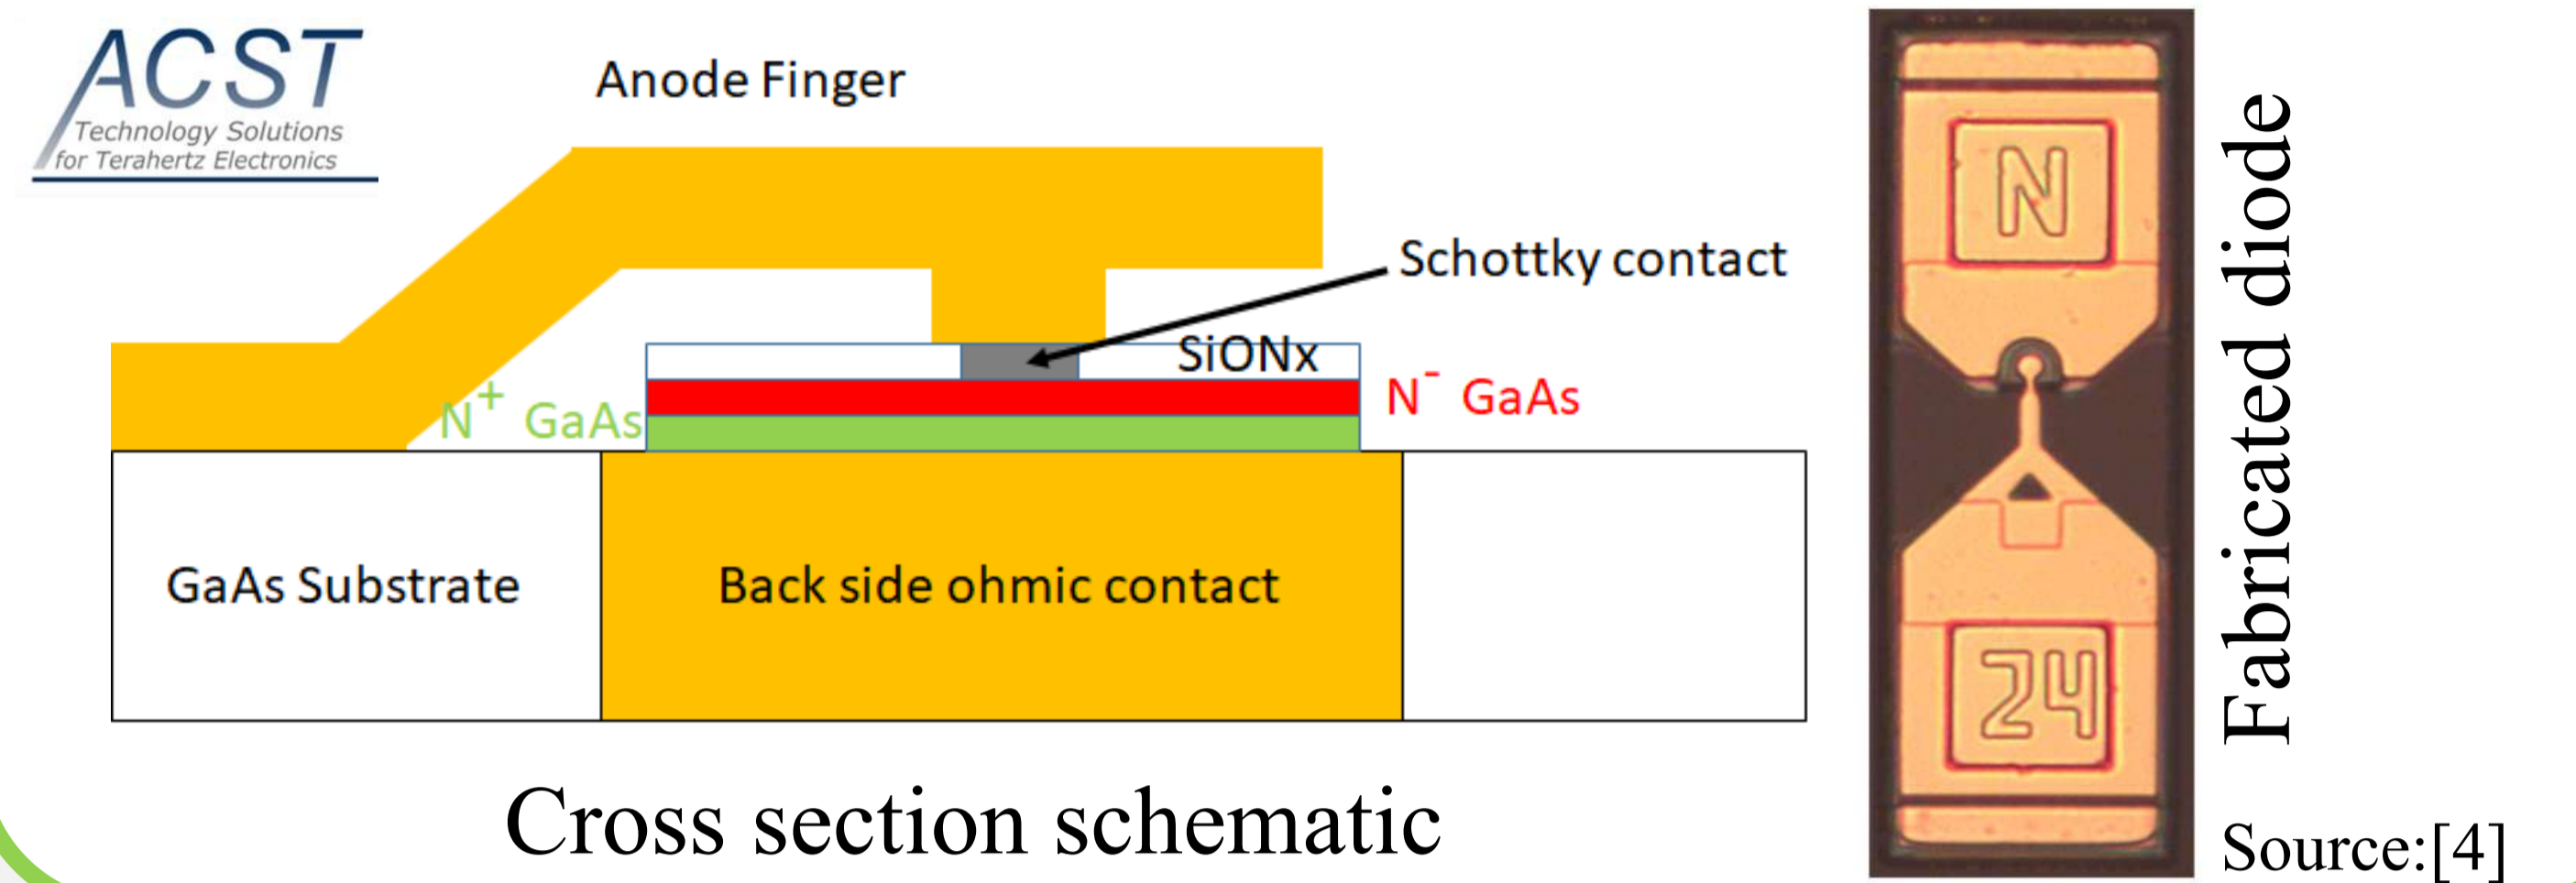 ACST
Technology Solutions
for Terahertz Electronics
Anode Finger
Schottky contact
SiONx
N⁻ GaAs
N⁺ GaAs
GaAs Substrate
Back side ohmic contact
Cross section schematic
N
24
Fabricated diode
Source:[4]